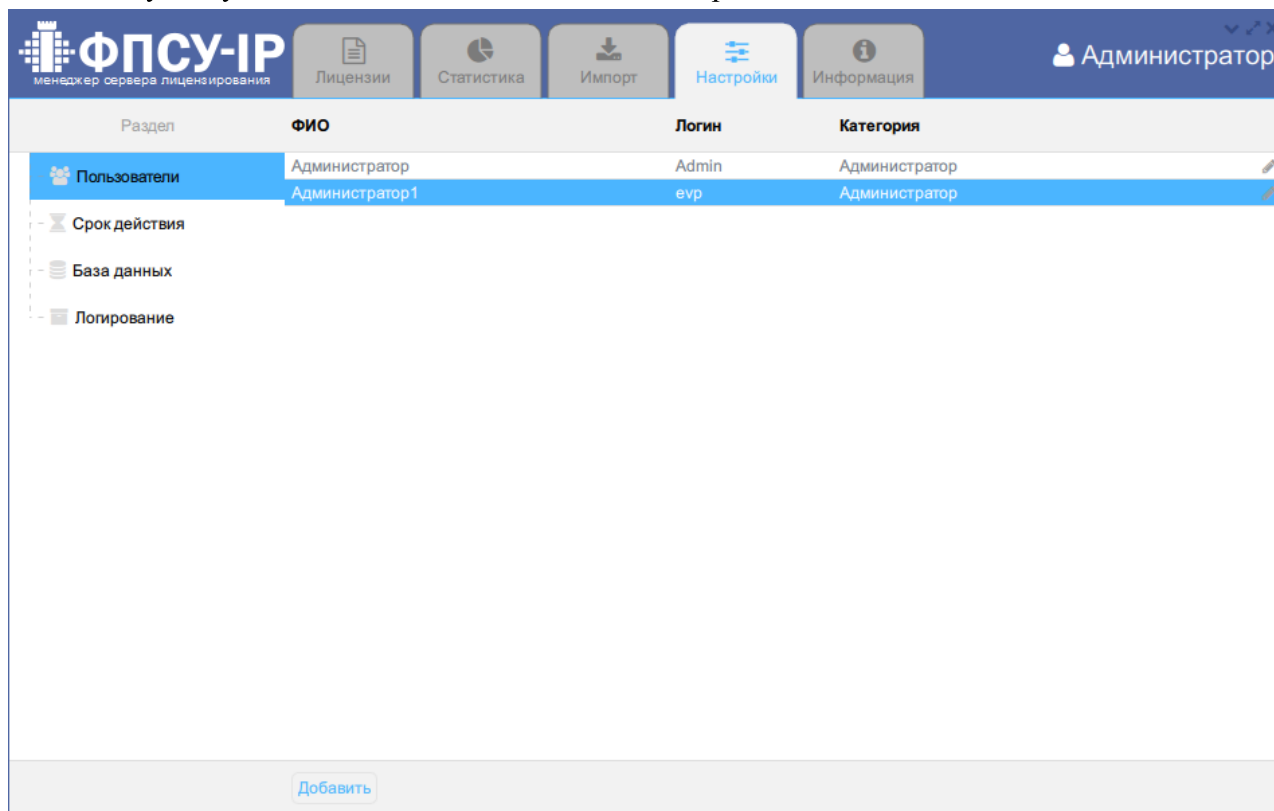 ФПСУ-IP
менеджер сервера лицензирования
Лицензии
Статистика
Импорт
Настройки
Информация
Администратор
Раздел
ФИО Логин Категория
Пользователи
Срок действия
База данных
Логирование
Администратор Admin Администратор
Администратор1 evp Администратор
Добавить